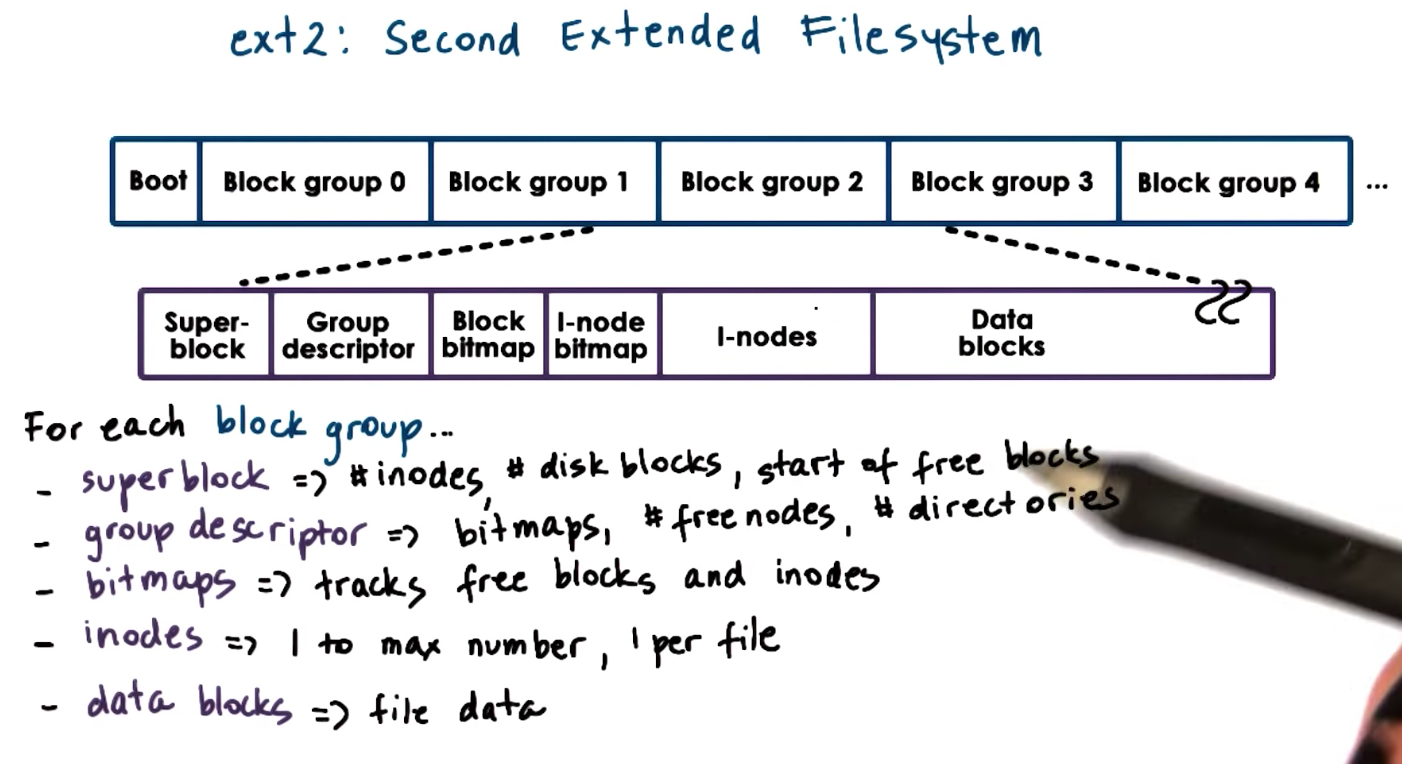 ext2: Second Extended Filesystem
Boot
Block group 0
Block group 1
Block group 2
Block group 3
Block group 4
...
Super-
block
Group
descriptor
Block
bitmap
I-node
bitmap
I-nodes
Data
blocks
For each block group...
- superblock => # inodes, # disk blocks, start of free blocks
- group descriptor => bitmaps, # free nodes, # directories
- bitmaps => tracks free blocks and inodes
- inodes => 1 to max number, 1 per file
- data blocks => file data